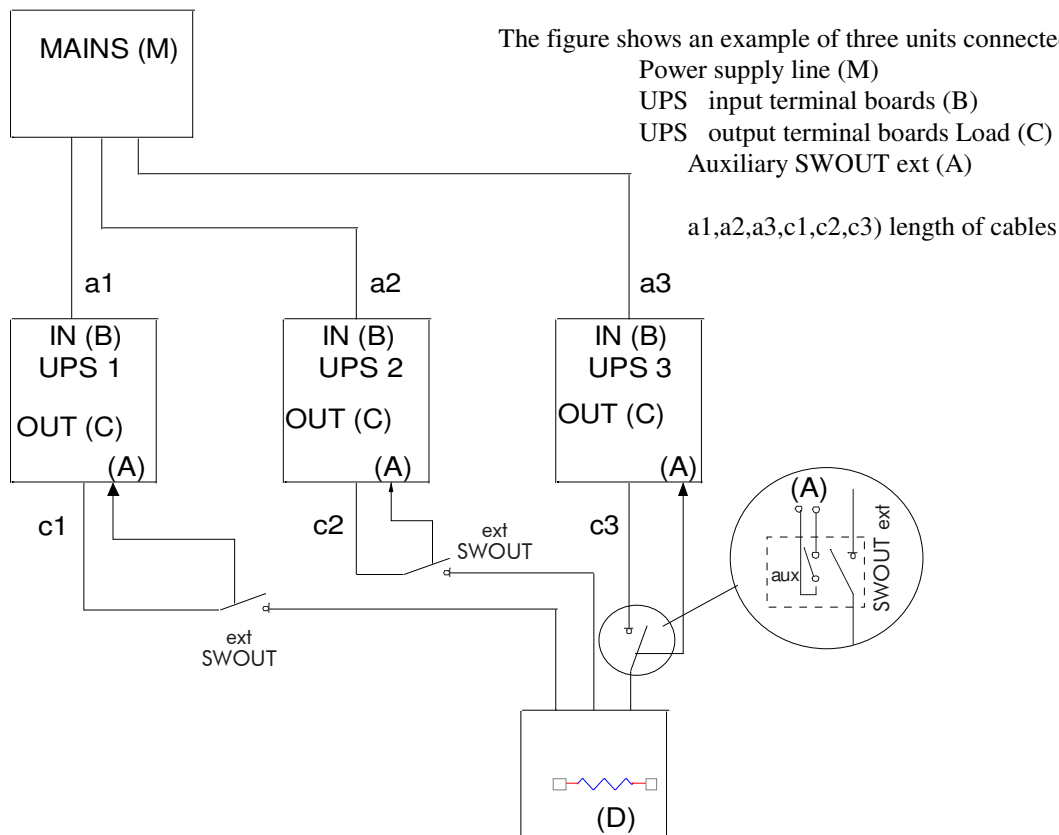 MAINS (M)
The figure shows an example of three units connecte
Power supply line (M)
UPS input terminal boards (B)
UPS output terminal boards Load (C)
Auxiliary SWOUT ext (A)
a1,a2,a3,c1,c2,c3) length of cables
a1
a2
a3
IN (B)
UPS 1
OUT (C)
(A)
IN (B)
UPS 2
OUT (C)
(A)
IN (B)
UPS 3
OUT (C)
(A)
c1
c2
c3
ext
SWOUT
ext
SWOUT
(A)
aux
SWOUT ext
(D)